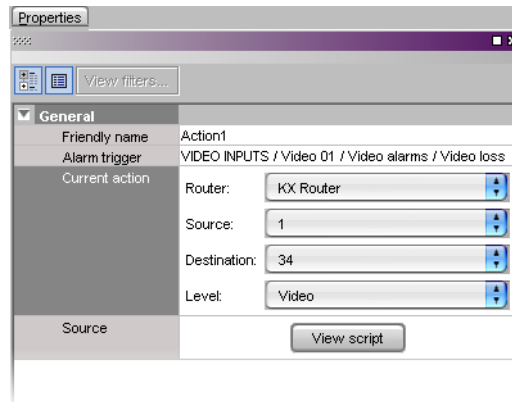 Properties
View filters...
General
Friendly name Action1
Alarm trigger VIDEO INPUTS / Video 01 / Video alarms / Video loss
Current action
Router: KX Router
Source: 1
Destination: 34
Level: Video
Source View script